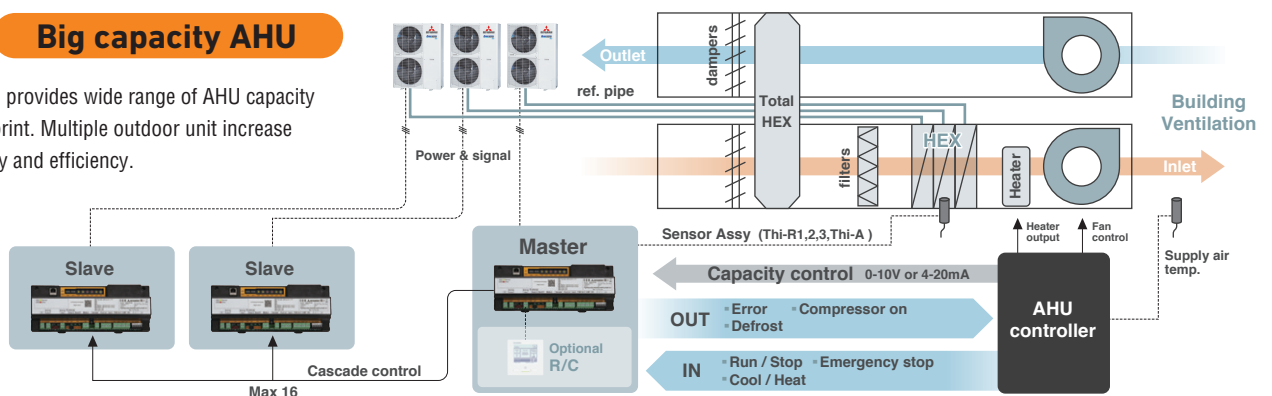 Big capacity AHU
provides wide range of AHU capacity
print. Multiple outdoor unit increase
y and efficiency.
Outlet
dampers
ref. pipe
Total
HEX
Building
Ventilation
Power & signal
filters
HEX
Heater
Inlet
Sensor Assy (Thi-R1,2,3,Thi-A )
Heater
output
Fan
control
Supply air
temp.
Slave
Slave
Master
Capacity control 0-10V or 4-20mA
OUT
Error
Compressor on
Defrost
AHU
controller
Optional
R/C
IN
Run / Stop
Emergency stop
Cool / Heat
Cascade control
Max 16